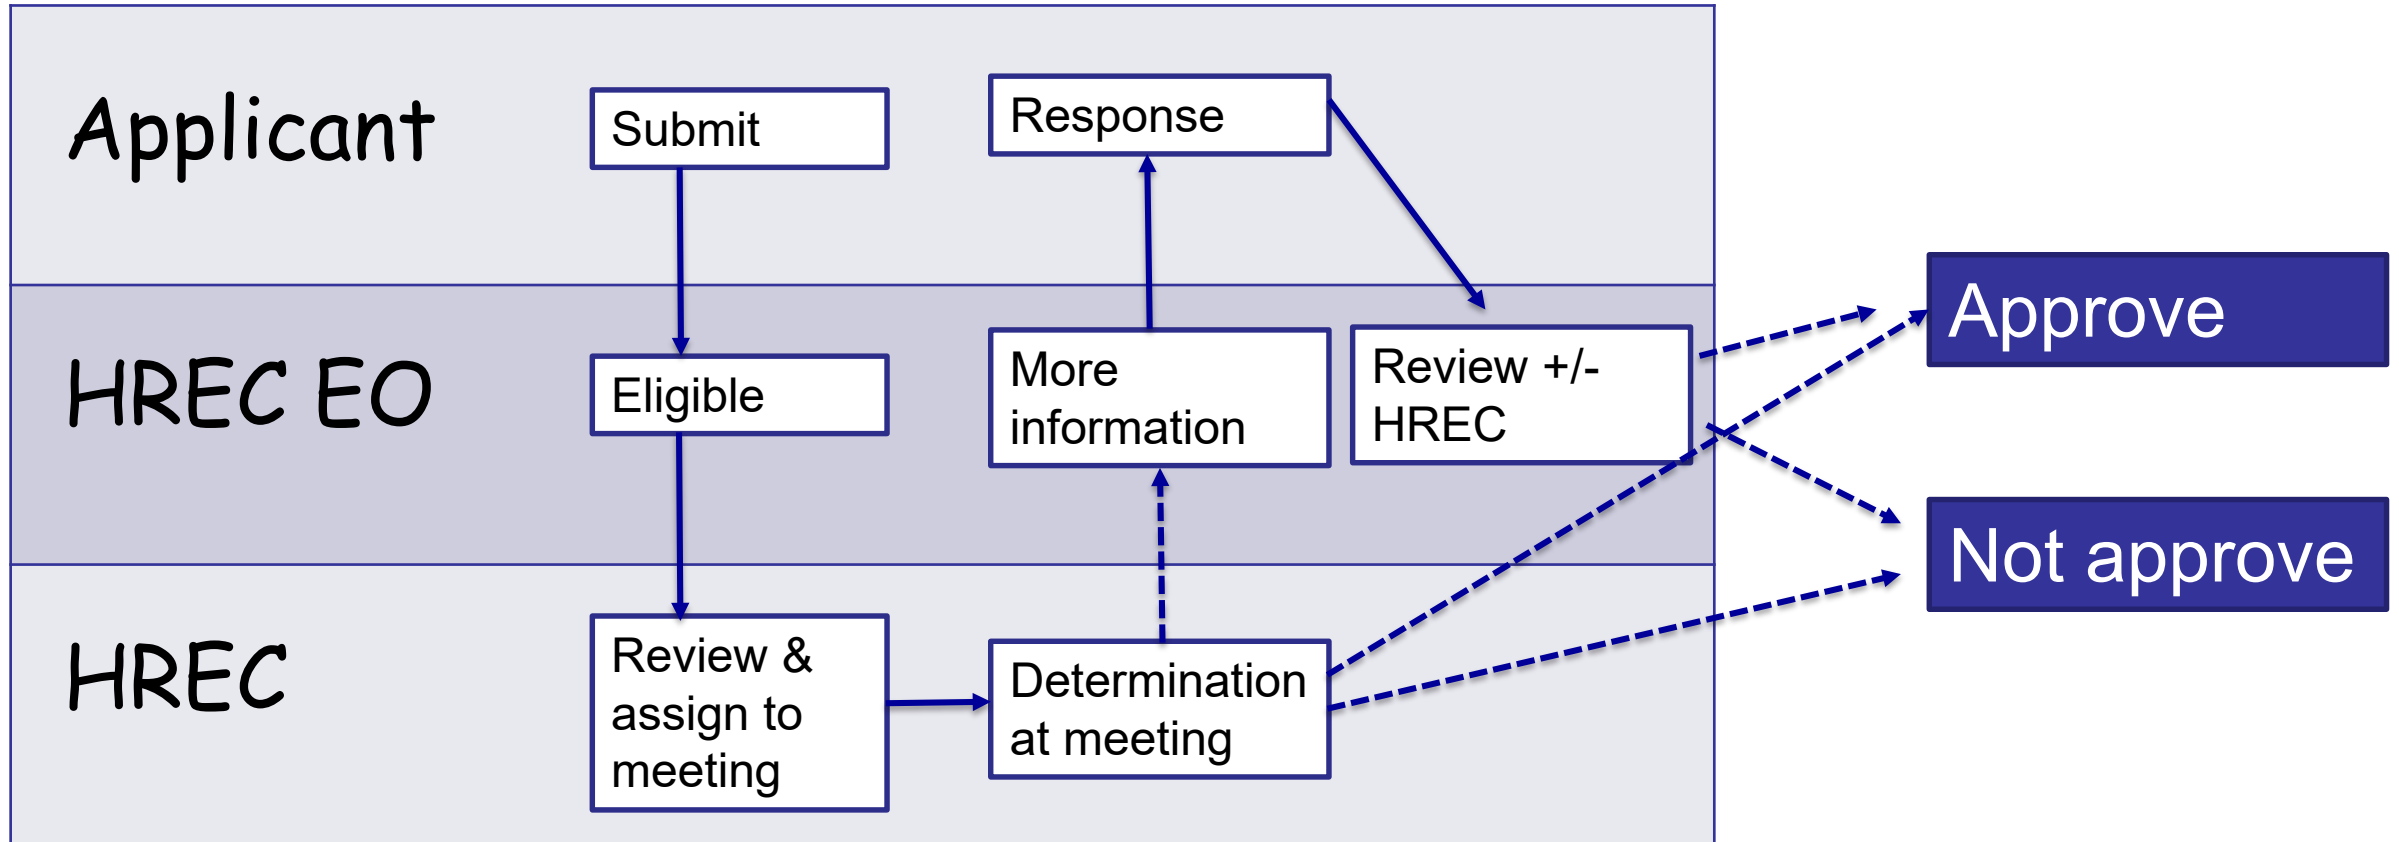 Applicant
Submit
Response
HREC EO
Eligible
More
information
Review +/-
HREC
Approve
Not approve
HREC
Review &
assign to
meeting
Determination
at meeting